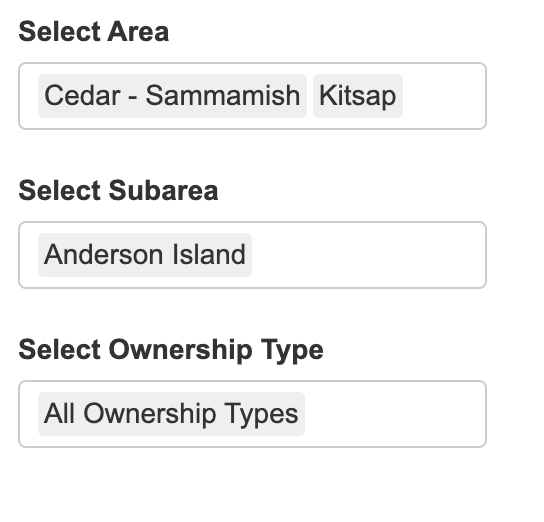 Select Area
Cedar - Sammamish Kitsap
Select Subarea
Anderson Island
Select Ownership Type
All Ownership Types